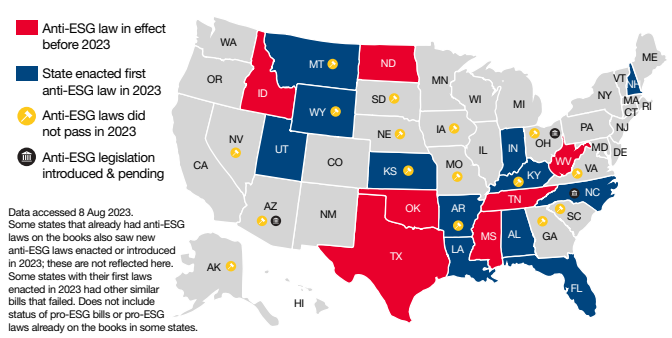 Anti-ESG law in effect
before 2023
State enacted first
anti-ESG law in 2023
Anti-ESG laws did
not pass in 2023
Anti-ESG legislation
introduced & pending
Data accessed 8 Aug 2023.
Some states that already had anti-ESG
laws on the books also saw new
anti-ESG laws enacted or introduced
in 2023; these are not reflected here.
Some states with their first laws
enacted in 2023 had other similar
bills that failed. Does not include
status of pro-ESG bills or pro-ESG
laws already on the books in some states.
WA
MT
ND
MN
ME
OR
ID
SD
WI
MI
VT
NH
NY
MA
CT
RI
WY
NV
NE
IA
PA
NJ
UT
CO
IL
IN
OH
MD
DE
CA
KS
MO
KY
WV
VA
AZ
NM
OK
AR
TN
NC
SC
TX
LA
MS
AL
GA
AK
HI
FL